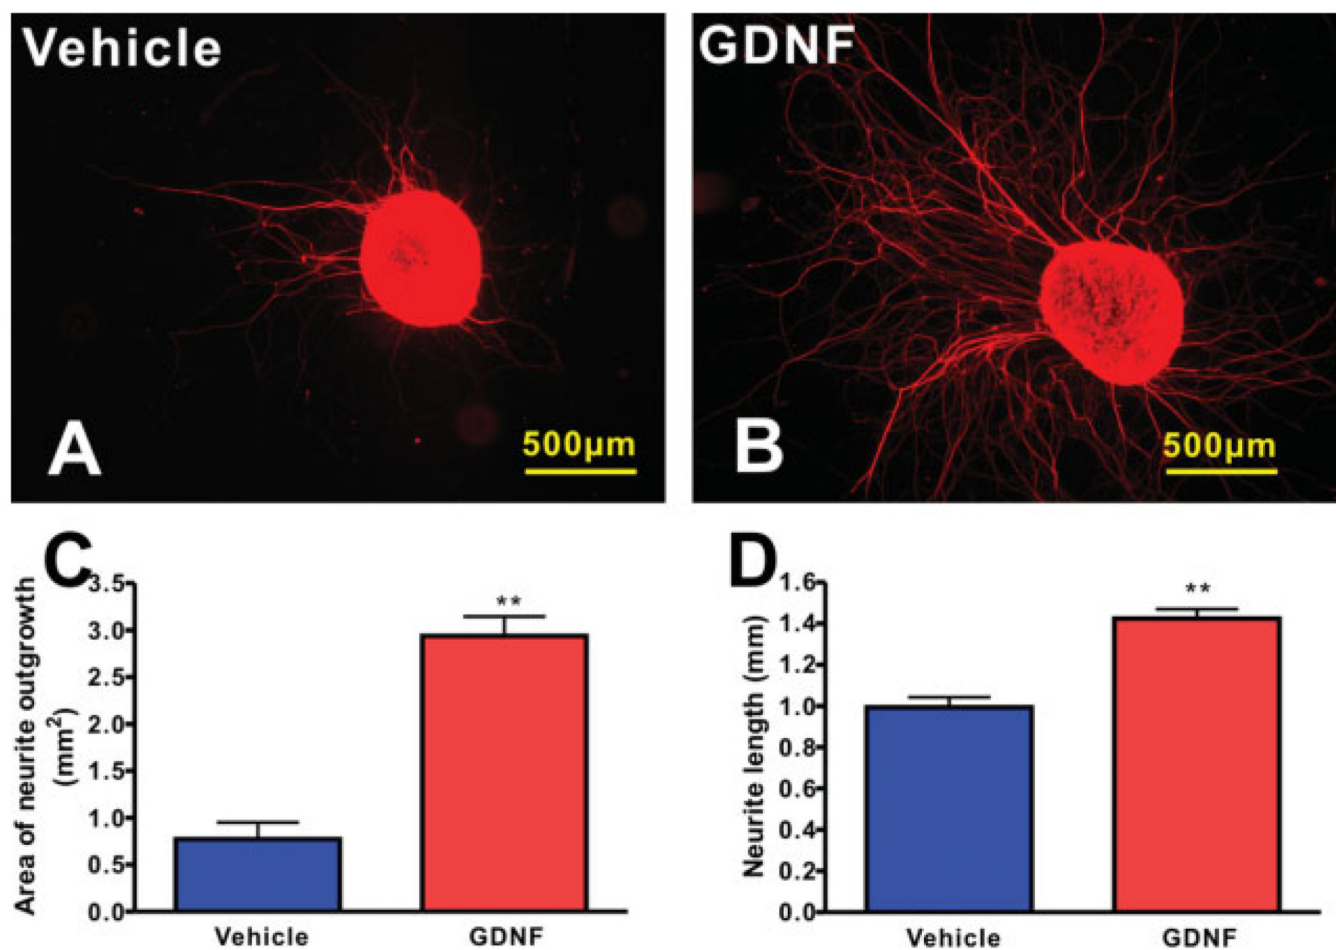 Vehicle
GDNF
A
500µm
B
500µm
C
Area of neurite outgrowth
(mm²)
3.5
3.0
2.5
2.0
1.5
1.0
0.5
0.0
**
Vehicle
GDNF
D
Neurite length (mm)
1.6
1.4
1.2
1.0
0.8
0.6
0.4
0.2
0.0
**
Vehicle
GDNF